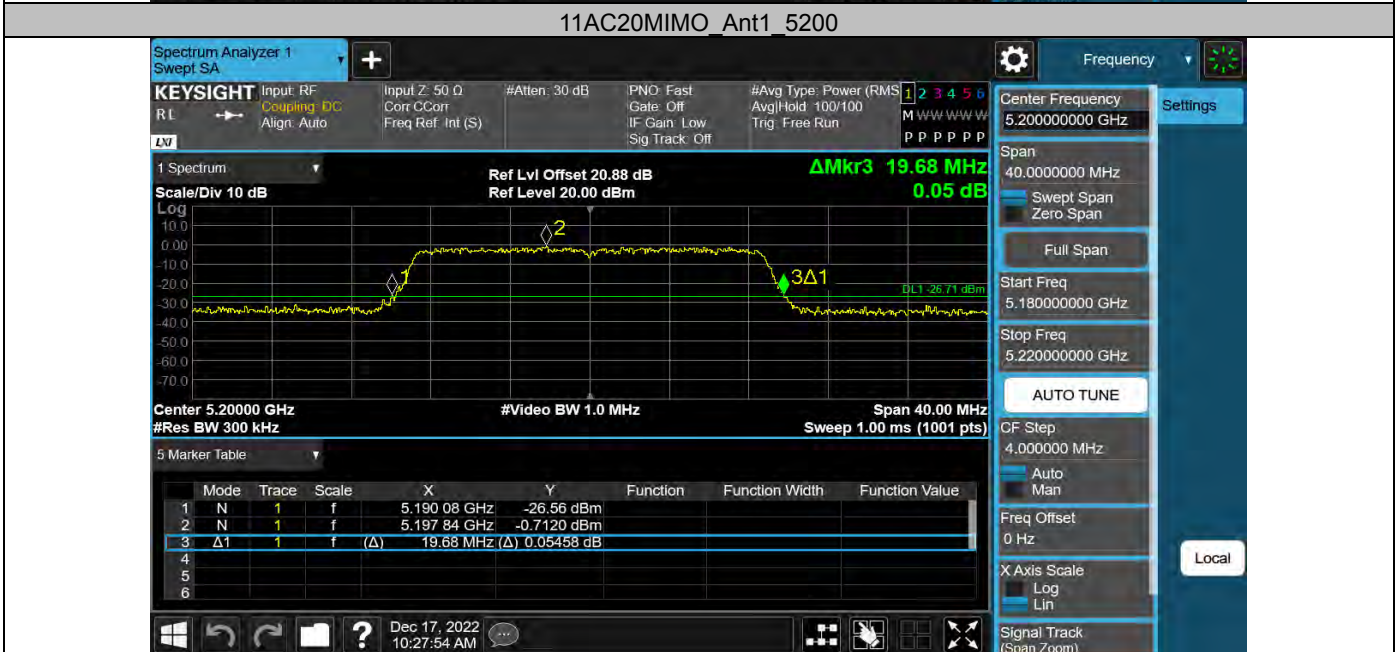 11AC20MIMO_Ant1_5200
Spectrum Analyzer 1
Swept SA
Frequency
KEYSIGHT
RL
LXI
Input: RF
Coupling: DC
Align: Auto
Input Z: 50 Ω
Corr CCorr
Freq Ref: Int (S)
#Atten: 30 dB
PNO: Fast
Gate: Off
IF Gain: Low
Sig Track: Off
#Avg Type: Power (RMS
Avg|Hold: 100/100
Trig: Free Run
1 2 3 4 5 6
M W W W W W
P P P P P P
1 Spectrum
Scale/Div 10 dB
Ref Lvl Offset 20.88 dB
Ref Level 20.00 dBm
ΔMkr3 19.68 MHz
0.05 dB
Log
10.0
0.00
-10.0
-20.0
-30.0
-40.0
-50.0
-60.0
-70.0
1
2
3Δ1
DL1 -26.71 dBm
Center 5.20000 GHz
#Video BW 1.0 MHz
Span 40.00 MHz
#Res BW 300 kHz
Sweep 1.00 ms (1001 pts)
5 Marker Table
Mode Trace Scale X Y Function Function Width Function Value
1 N 1 f 5.190 08 GHz -26.56 dBm
2 N 1 f 5.197 84 GHz -0.7120 dBm
3 Δ1 1 f (Δ) 19.68 MHz (Δ) 0.05458 dB
4
5
6
Dec 17, 2022
10:27:54 AM
Center Frequency
5.200000000 GHz
Settings
Span
40.0000000 MHz
Swept Span
Zero Span
Full Span
Start Freq
5.180000000 GHz
Stop Freq
5.220000000 GHz
AUTO TUNE
CF Step
4.000000 MHz
Auto
Man
Freq Offset
0 Hz
Local
X Axis Scale
Log
Lin
Signal Track
(Span Zoom)